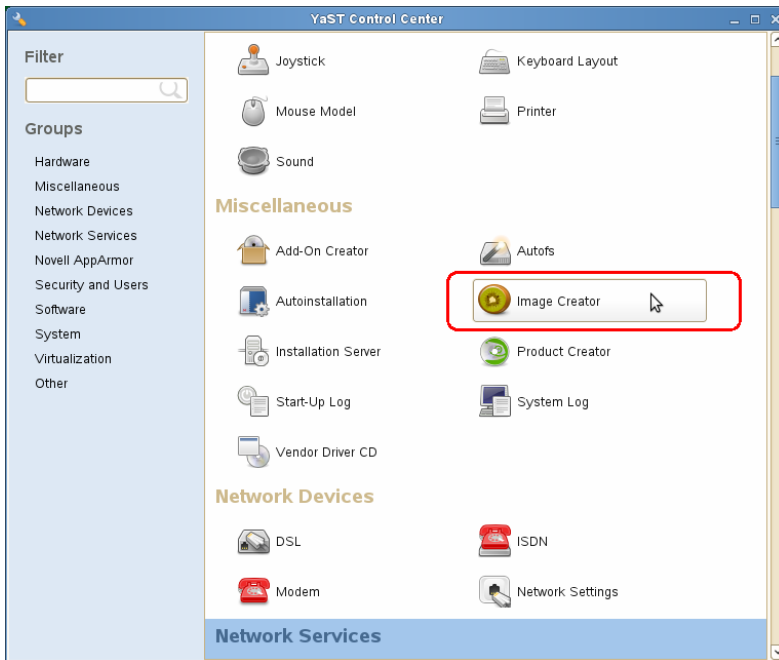 YaST Control Center
Filter
Groups
Hardware
Miscellaneous
Network Devices
Network Services
Novell AppArmor
Security and Users
Software
System
Virtualization
Other
Joystick
Keyboard Layout
Mouse Model
Printer
Sound
Miscellaneous
Add-On Creator
Autofs
Autoinstallation
Image Creator
Installation Server
Product Creator
Start-Up Log
System Log
Vendor Driver CD
Network Devices
DSL
ISDN
Modem
Network Settings
Network Services